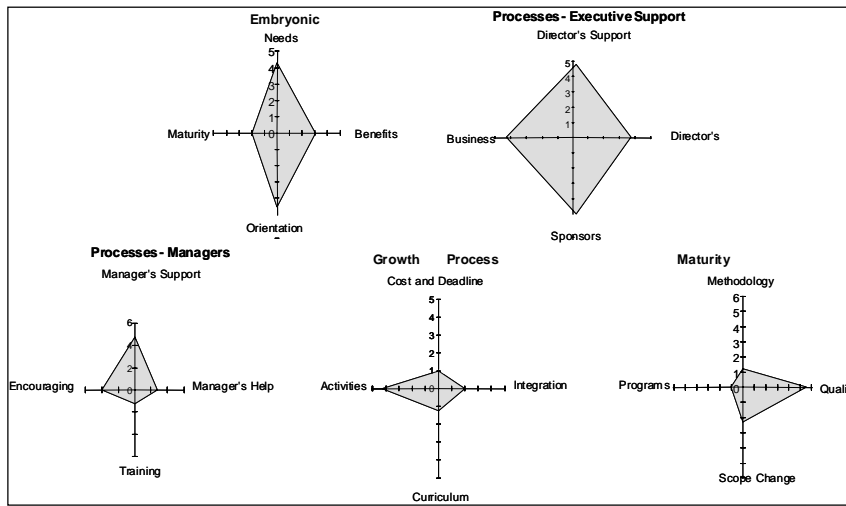 Embryonic
Needs
5
4
3
2
1
0
Maturity
Benefits
Orientation
Processes - Executive Support
Director's Support
5
4
3
2
1
Business
Director's
Sponsors
Processes - Managers
Manager's Support
6
4
2
0
Encouraging
Manager's Help
Training
Growth Process
Cost and Deadline
5
4
3
2
1
0
Activities
Integration
Curriculum
Maturity
Methodology
6
5
4
3
2
1
0
Programs
Quali
Scope Change